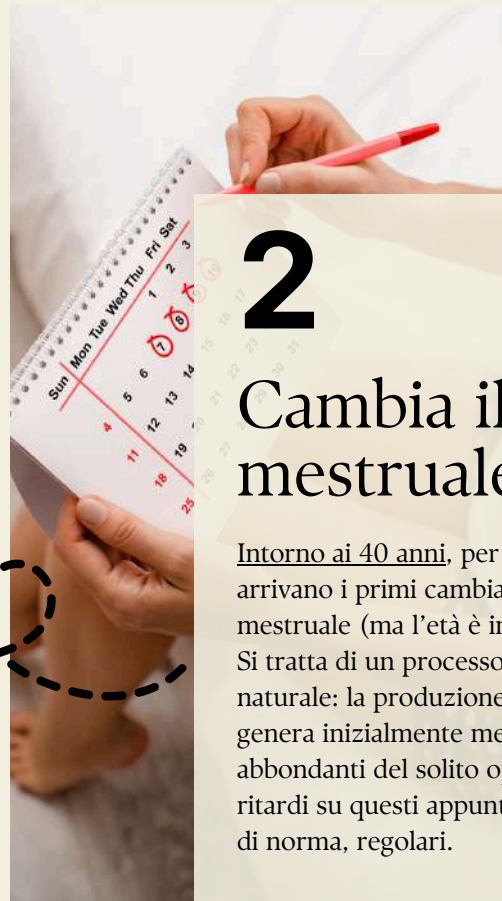 Sun Mon Tue Wed Thu Fri Sat
1 2 3
4 5 6 7 8 9 10
11 12 13 14 15 16 17
18 19 20 21 22 23
25 26 27 28 29 30 31
2
Cambia il
mestruale
Intorno ai 40 anni, per
arrivano i primi cambia
mestruale (ma l’età è in
Si tratta di un processo
naturale: la produzione
genera inizialmente me
abbondanti del solito op
ritardi su questi appunt
di norma, regolari.